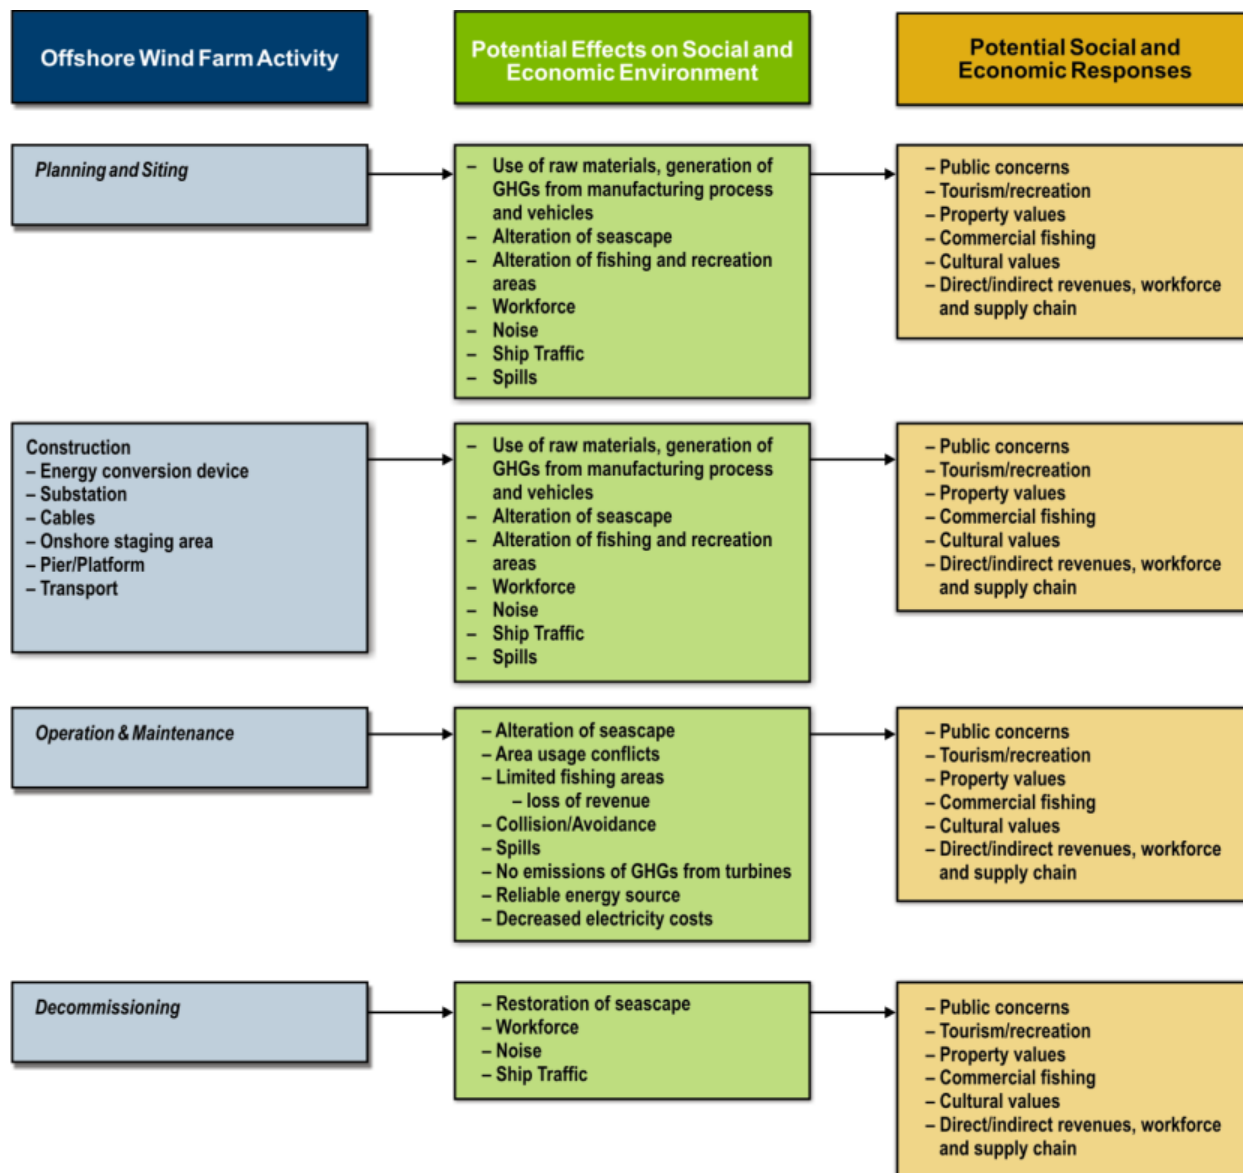 Offshore Wind Farm Activity
Potential Effects on Social and
Economic Environment
Potential Social and
Economic Responses
Planning and Siting
– Use of raw materials, generation of
GHGs from manufacturing process
and vehicles
– Alteration of seascape
– Alteration of fishing and recreation
areas
– Workforce
– Noise
– Ship Traffic
– Spills
– Public concerns
– Tourism/recreation
– Property values
– Commercial fishing
– Cultural values
– Direct/indirect revenues, workforce
and supply chain
Construction
– Energy conversion device
– Substation
– Cables
– Onshore staging area
– Pier/Platform
– Transport
– Use of raw materials, generation of
GHGs from manufacturing process
and vehicles
– Alteration of seascape
– Alteration of fishing and recreation
areas
– Workforce
– Noise
– Ship Traffic
– Spills
– Public concerns
– Tourism/recreation
– Property values
– Commercial fishing
– Cultural values
– Direct/indirect revenues, workforce
and supply chain
Operation & Maintenance
– Alteration of seascape
– Area usage conflicts
– Limited fishing areas
– loss of revenue
– Collision/Avoidance
– Spills
– No emissions of GHGs from turbines
– Reliable energy source
– Decreased electricity costs
– Public concerns
– Tourism/recreation
– Property values
– Commercial fishing
– Cultural values
– Direct/indirect revenues, workforce
and supply chain
Decommissioning
– Restoration of seascape
– Workforce
– Noise
– Ship Traffic
– Public concerns
– Tourism/recreation
– Property values
– Commercial fishing
– Cultural values
– Direct/indirect revenues, workforce
and supply chain